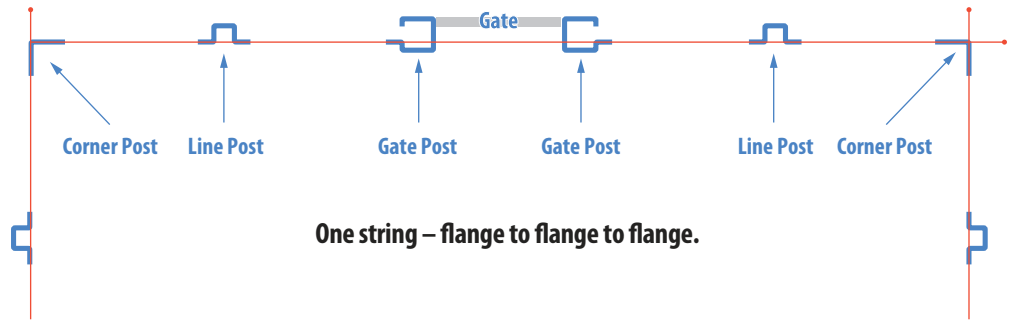 Gate
Corner Post
Line Post
Gate Post
Gate Post
Line Post
Corner Post
One string – flange to flange to flange.